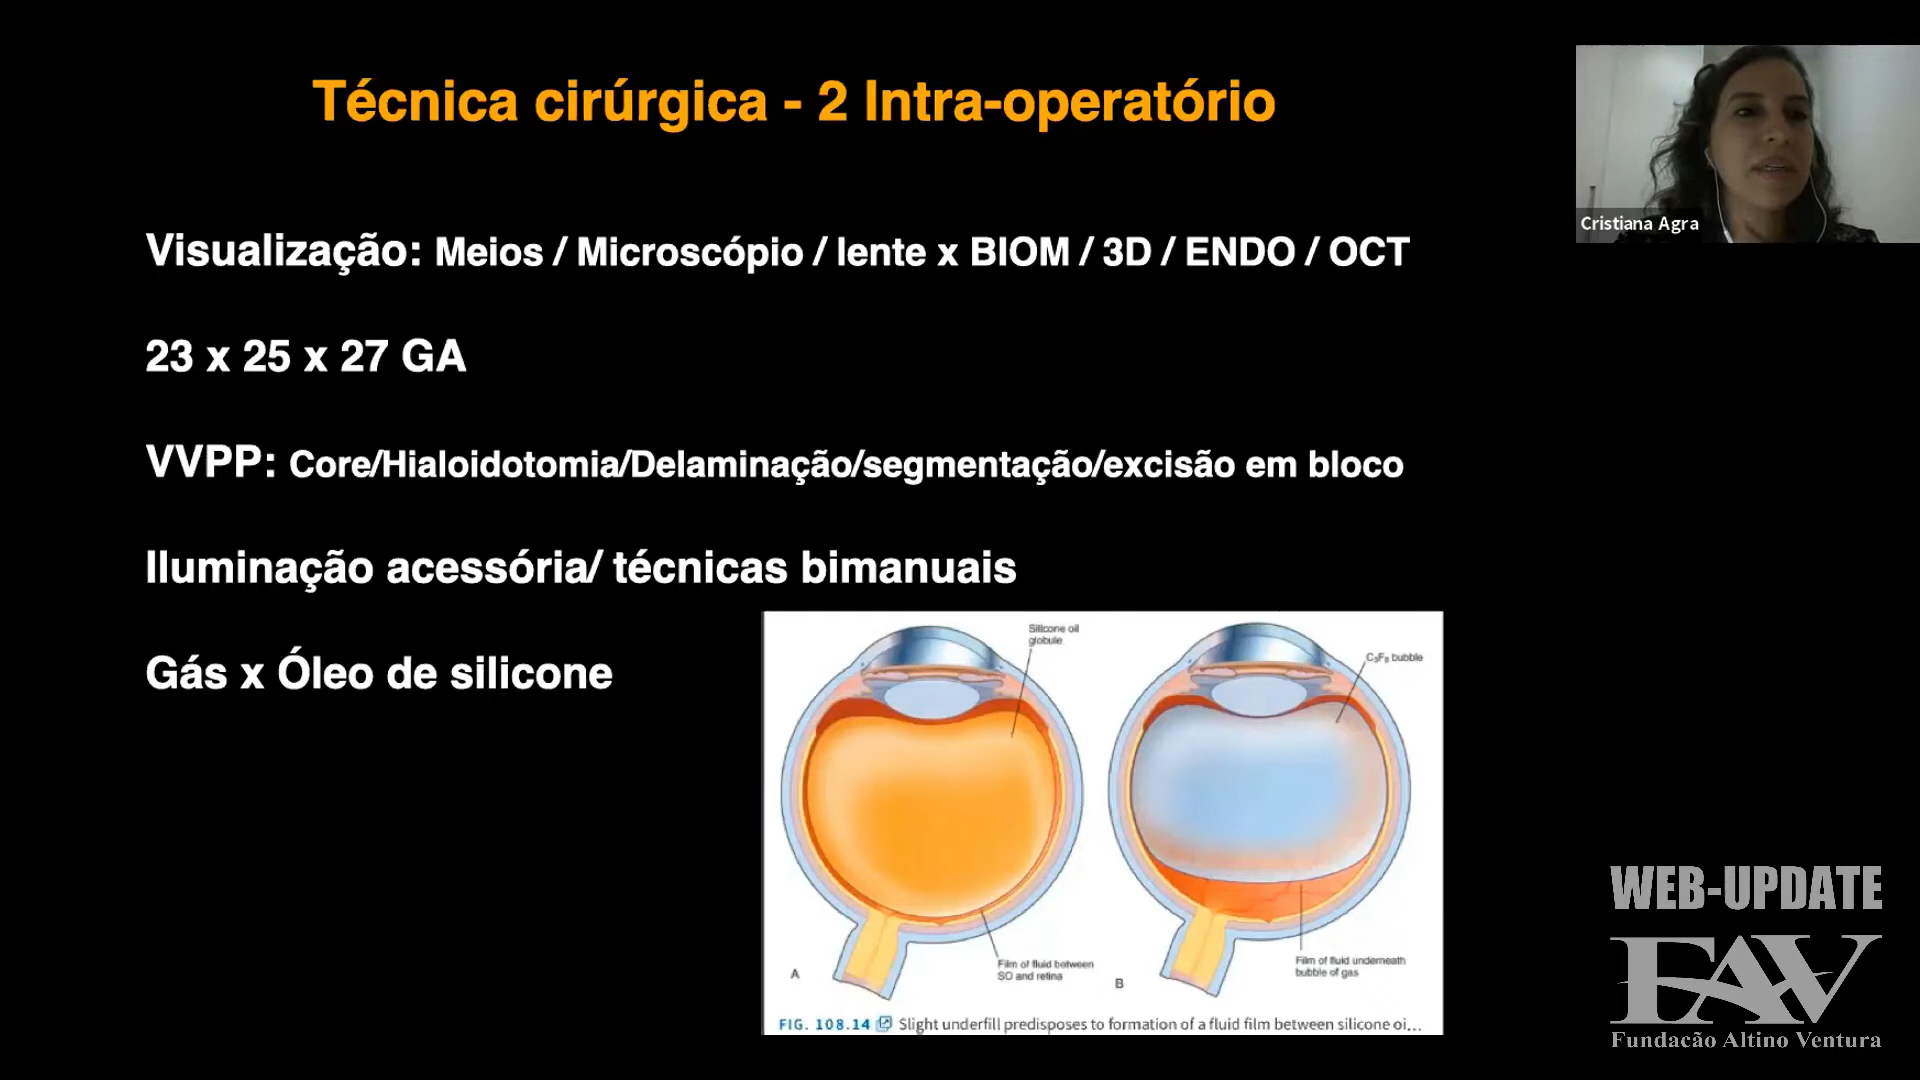 Técnica cirúrgica - 2 Intra-operatório
Cristiana Agra
Visualização: Meios / Microscópio / lente x BIOM / 3D / ENDO / OCT
23 x 25 x 27 GA
VVPP: Core/Hialoidotomia/Delaminação/segmentação/excisão em bloco
Iluminação acessória/ técnicas bimanuais
Gás x Óleo de silicone
Silicone oil
globule
C₃F₈ bubble
Film of fluid between
SO and retina
Film of fluid underneath
bubble of gas
A
B
FIG. 108.14 Slight underfill predisposes to formation of a fluid film between silicone oi...
WEB-UPDATE
FAV
Fundação Altino Ventura